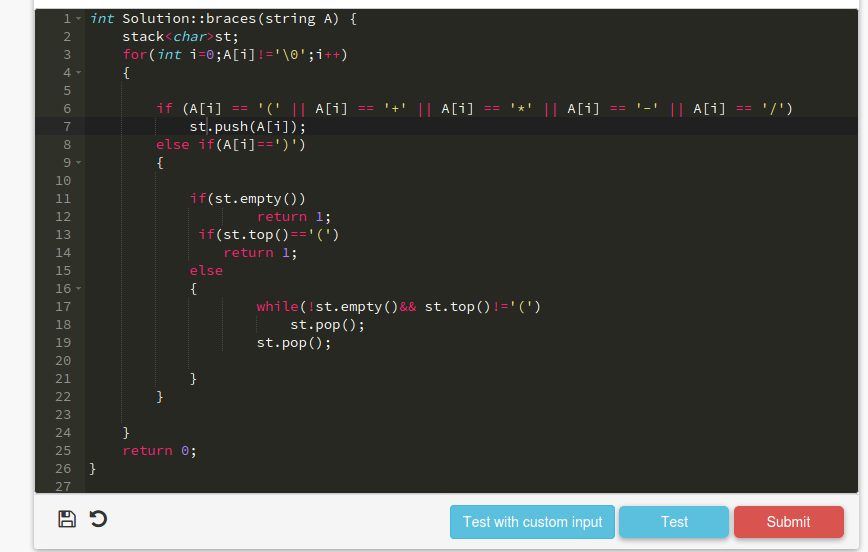 1 int Solution::braces(string A) {
2 stack<char>st;
3 for(int i=0;A[i]!='\0';i++)
4 {
5
6 if (A[i] == '(' || A[i] == '+' || A[i] == '*' || A[i] == '-' || A[i] == '/')
7 st.push(A[i]);
8 else if(A[i]==')')
9 {
10
11 if(st.empty())
12 return 1;
13 if(st.top()=='(')
14 return 1;
15 else
16 {
17 while(!st.empty()&& st.top()!='(')
18 st.pop();
19 st.pop();
20
21 }
22 }
23
24 }
25 return 0;
26 }
27
Test with custom input Test Submit